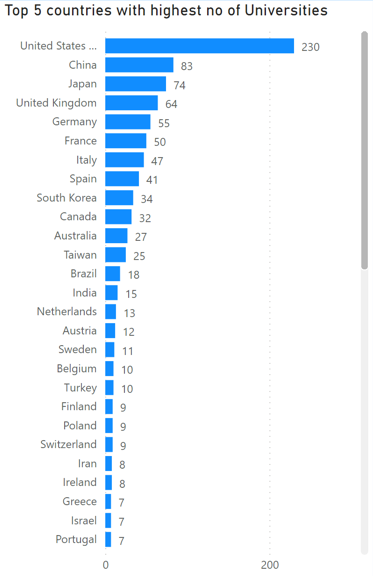 Top 5 countries with highest no of Universities
United States ... 230
China 83
Japan 74
United Kingdom 64
Germany 55
France 50
Italy 47
Spain 41
South Korea 34
Canada 32
Australia 27
Taiwan 25
Brazil 18
India 15
Netherlands 13
Austria 12
Sweden 11
Belgium 10
Turkey 10
Finland 9
Poland 9
Switzerland 9
Iran 8
Ireland 8
Greece 7
Israel 7
Portugal 7
0 200